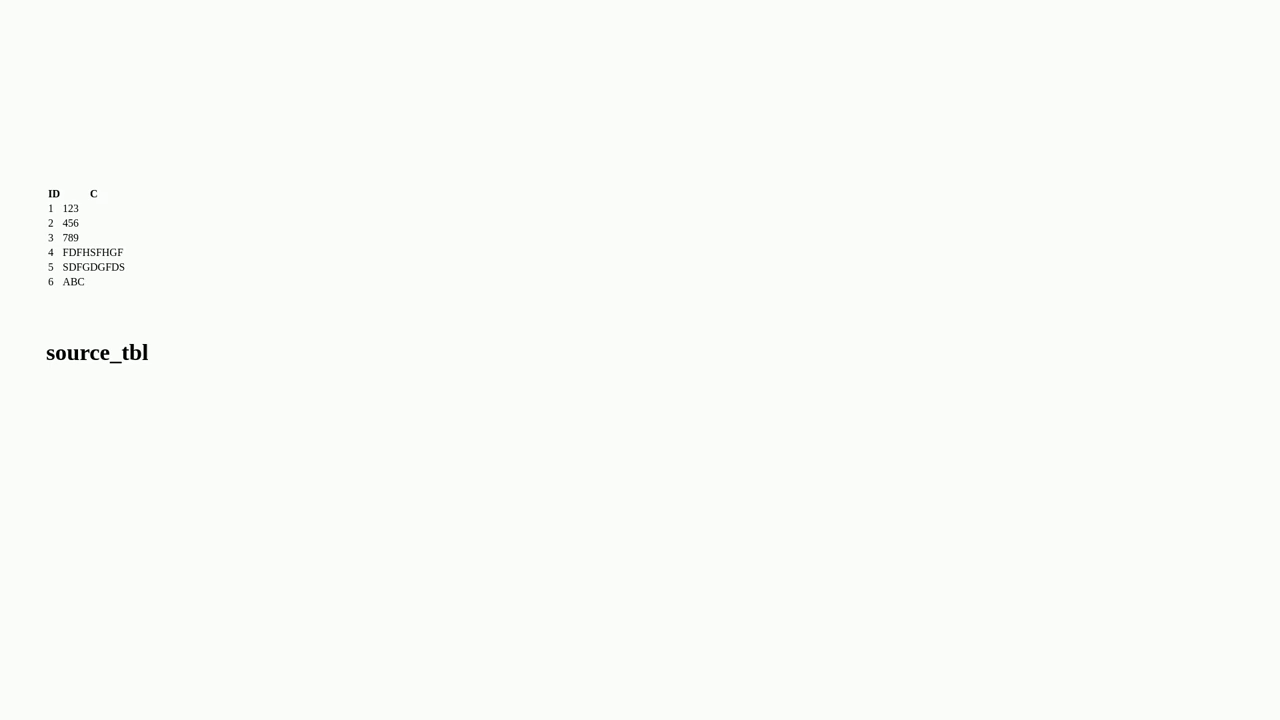 ID C
1 123
2 456
3 789
4 FDFHSFHGF
5 SDFGDGFDS
6 ABC
source_tbl